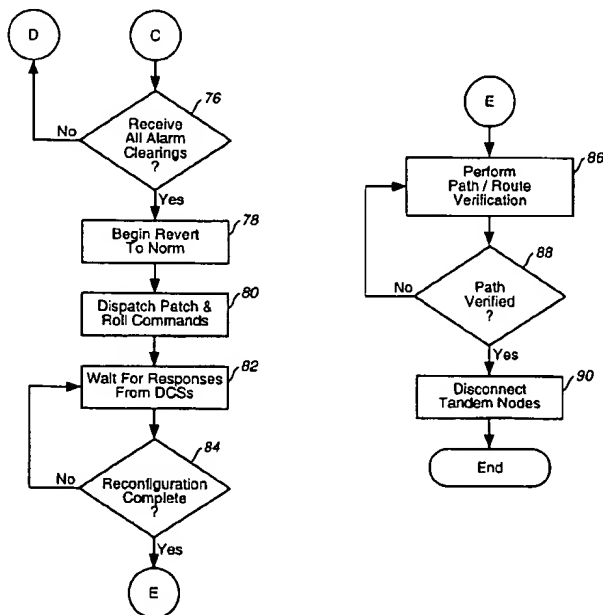 D
C
76
Receive
All Alarm
Clearings
?
No
Yes
78
Begin Revert
To Norm
80
Dispatch Patch &
Roll Commands
82
Wait For Responses
From DCSs
84
Reconfiguration
Complete
?
No
Yes
E
E
86
Perform
Path / Route
Verification
88
Path
Verified
?
No
Yes
90
Disconnect
Tandem Nodes
End